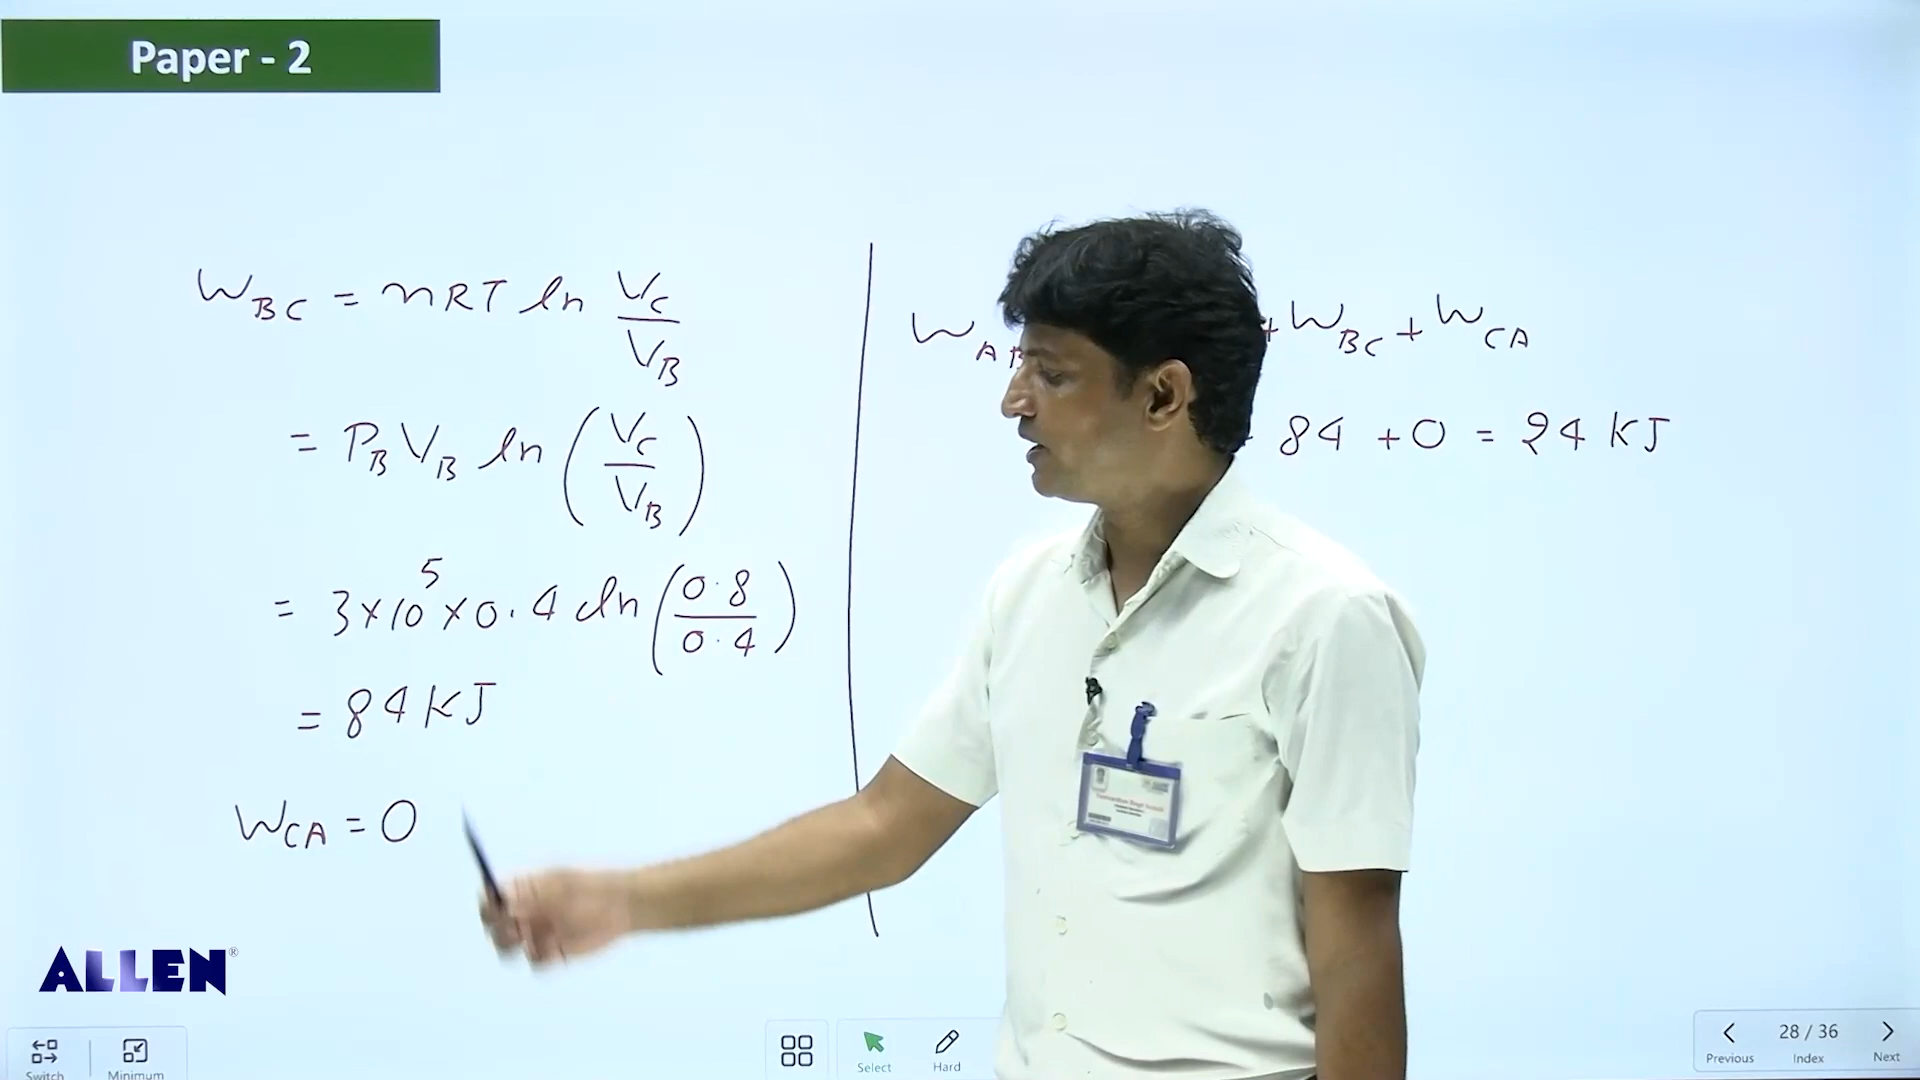 Paper - 2
W_BC = nRT ln V_C/V_B
= P_B V_B ln (V_C/V_B)
= 3×10^5×0.4 ln (0.8/0.4)
= 84 KJ
W_CA = 0
W_AB
+W_BC+W_CA
84 +0 = 24 KJ
ALLEN®
Switch
Minimum
Select
Hard
Previous
28 / 36
Index
Next